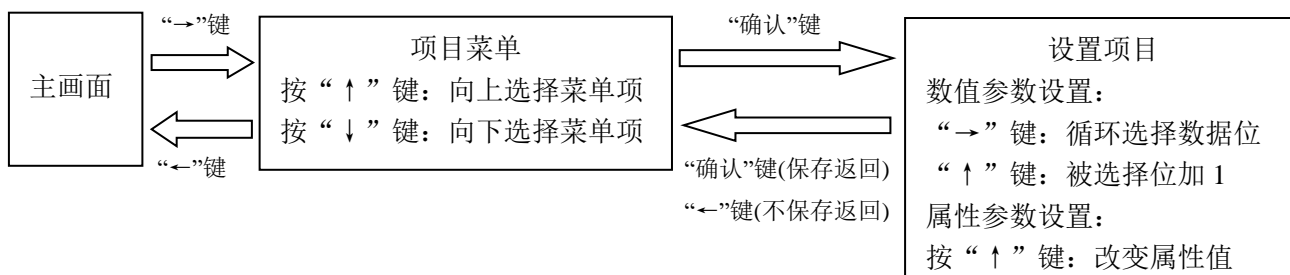 “→”键
“确认”键
主画面
项目菜单
按“↑”键：向上选择菜单项
按“↓”键：向下选择菜单项
“←”键
“确认”键(保存返回)
“←”键(不保存返回)
设置项目
数值参数设置：
“→”键：循环选择数据位
“↑”键：被选择位加 1
属性参数设置：
按“↑”键：改变属性值